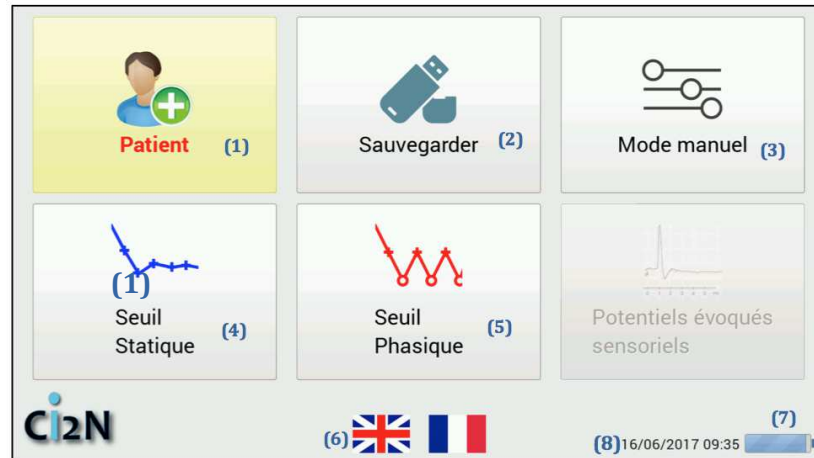 Patient (1)
Sauvegarder (2)
Mode manuel (3)
(1)
Seuil
Statique (4)
Seuil
Phasique (5)
Potentiels évoqués
sensoriels
Ci2N
(6)
(7)
(8) 16/06/2017 09:35